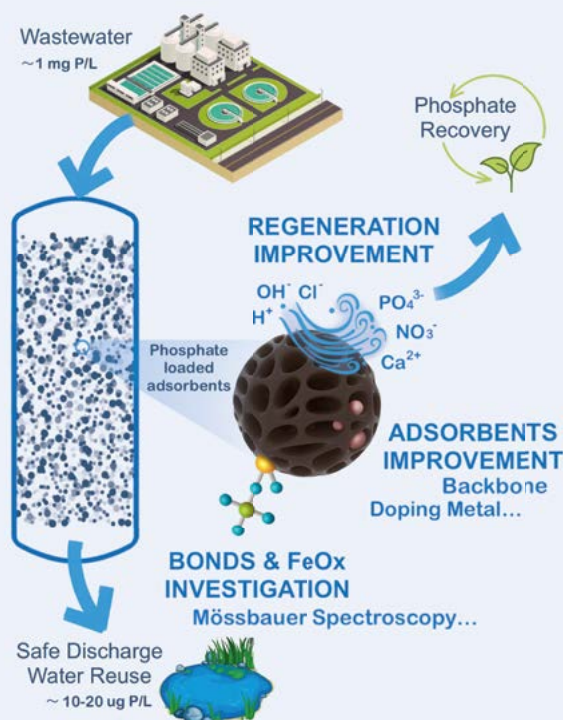 Wastewater
~1 mg P/L
Phosphate
Recovery
REGENERATION
IMPROVEMENT
OH⁻ Cl⁻
H⁺
PO₄³⁻
NO₃⁻
Ca²⁺
Phosphate
loaded
adsorbents
ADSORBENTS
IMPROVEMENT
Backbone
Doping Metal...
BONDS & FeOx
INVESTIGATION
Mössbauer Spectroscopy...
Safe Discharge
Water Reuse
~ 10-20 ug P/L